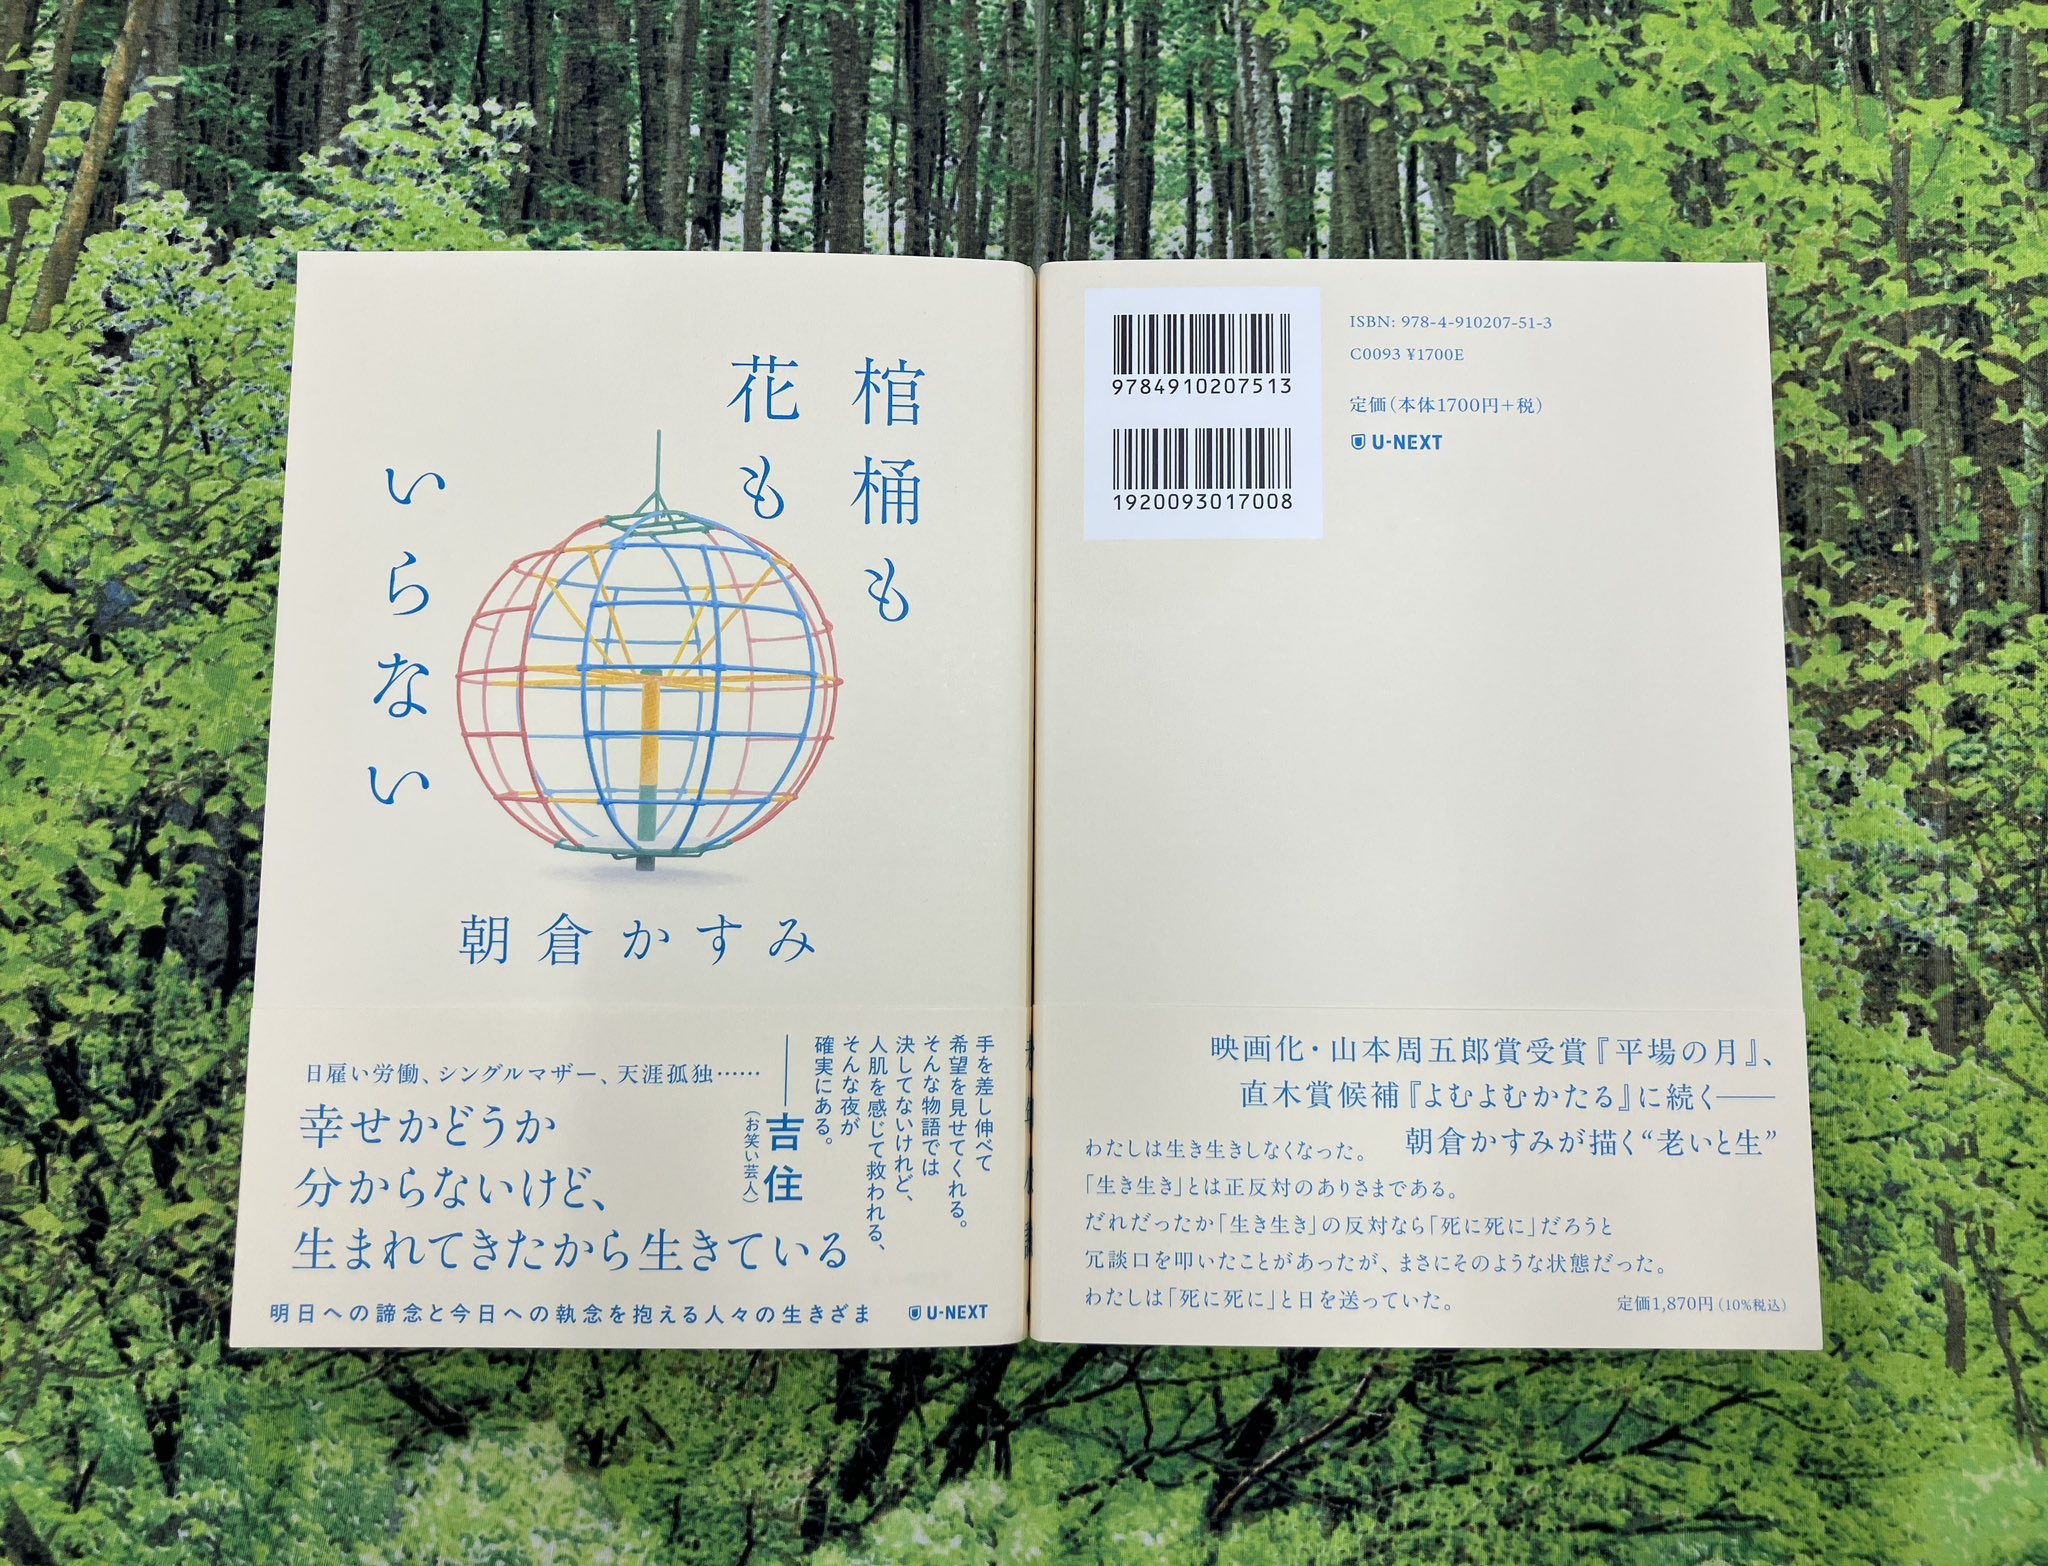 棺桶も
花も
いらない
朝倉かすみ
手を差し伸べて
希望を見せてくれる。
そんな物語では
決してないけれど、
人肌を感じて救われる、
そんな夜が
確実にある。
——吉住
（お笑い芸人）
日雇い労働、シングルマザー、天涯孤独……
幸せかどうか
分からないけど、
生まれてきたから生きている
明日への諦念と今日への執念を抱える人々の生きざま
U-NEXT
9784910207513
1920093017008
ISBN: 978-4-910207-51-3
C0093 ¥1700E
定価（本体1700円＋税）
U-NEXT
映画化・山本周五郎賞受賞『平場の月』、
直木賞候補『よむよむかたる』に続く——
朝倉かすみが描く“老いと生”
わたしは生き生きしなくなった。
「生き生き」とは正反対のありさまである。
だれだったか「生き生き」の反対なら「死に死に」だろうと
冗談口を叩いたことがあったが、まさにそのような状態だった。
わたしは「死に死に」と日を送っていた。
定価1,870円（10%税込）